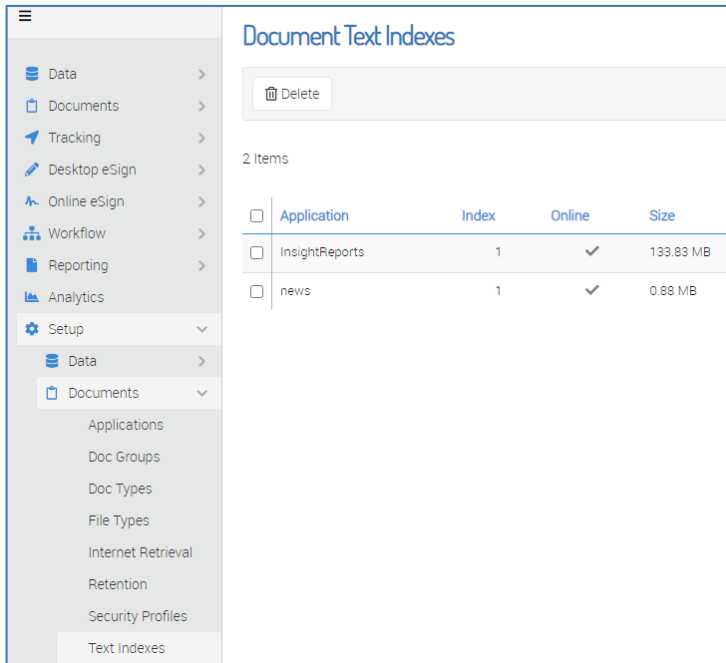 Data
Documents
Tracking
Desktop eSign
Online eSign
Workflow
Reporting
Analytics
Setup
Data
Documents
Applications
Doc Groups
Doc Types
File Types
Internet Retrieval
Retention
Security Profiles
Text Indexes
Document Text Indexes
Delete
2 Items
Application Index Online Size
InsightReports 1 133.83 MB
news 1 0.88 MB